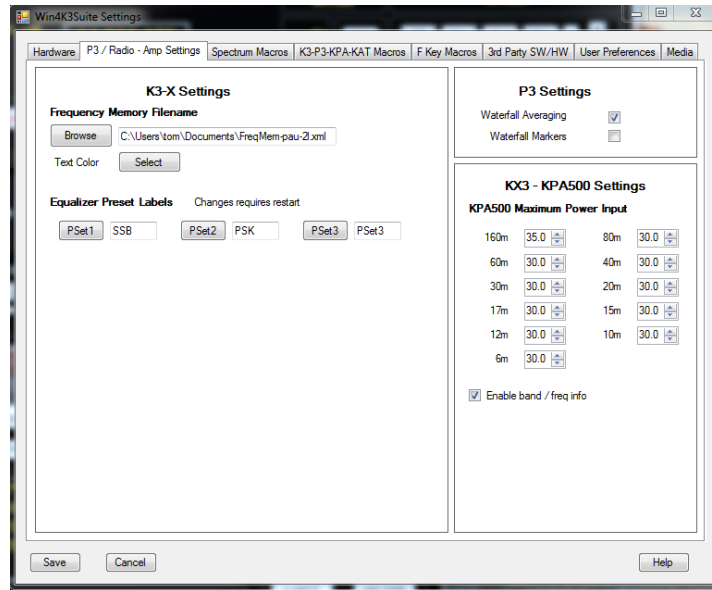 Win4K3Suite Settings
Hardware P3 / Radio - Amp Settings Spectrum Macros K3-P3-KPA-KAT Macros F Key Macros 3rd Party SW/HW User Preferences Media
K3-X Settings
Frequency Memory Filename
Browse C:\Users\tom\Documents\FreqMem-pau-2l.xml
Text Color Select
Equalizer Preset Labels Changes requires restart
PSet1 SSB PSet2 PSK PSet3 PSet3
P3 Settings
Waterfall Averaging
Waterfall Markers
KX3 - KPA500 Settings
KPA500 Maximum Power Input
160m 35.0 80m 30.0
60m 30.0 40m 30.0
30m 30.0 20m 30.0
17m 30.0 15m 30.0
12m 30.0 10m 30.0
6m 30.0
Enable band / freq info
Save Cancel Help